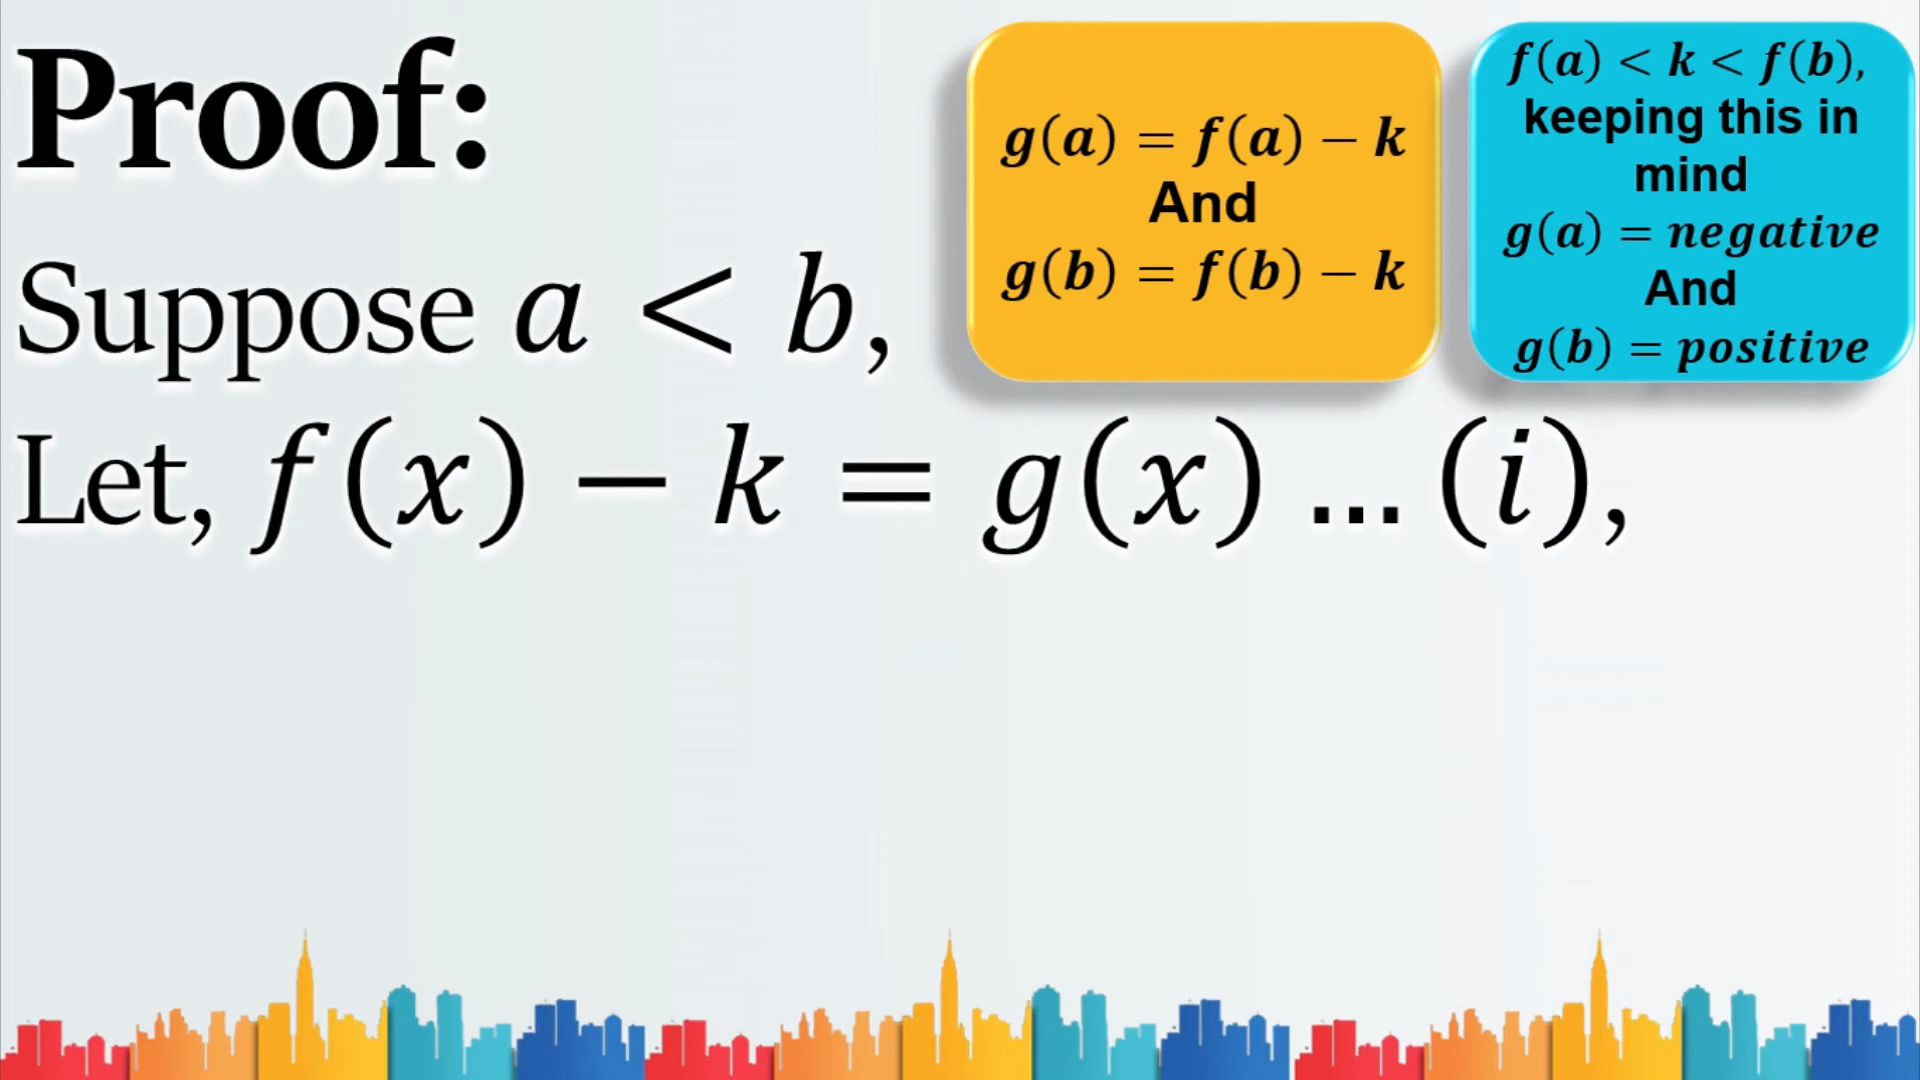 Proof:
Suppose a < b,
Let, f(x) − k = g(x) … (i),
g(a) = f(a) − k
And
g(b) = f(b) − k
f(a) < k < f(b),
keeping this in
mind
g(a) = negative
And
g(b) = positive